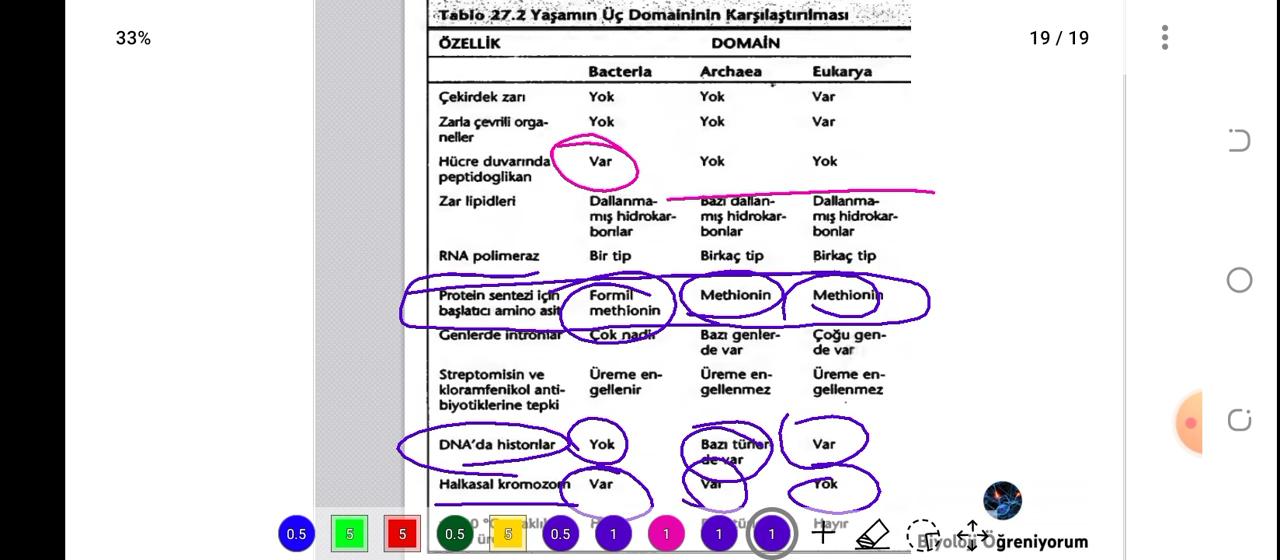 33%
19 / 19
Tablo 27.2 Yaşamın Üç Domaininin Karşılaştırılması
ÖZELLİK DOMAİN
Bacteria Archaea Eukarya
Çekirdek zarı Yok Yok Var
Zarla çevrili orga- Yok Yok Var
neller
Hücre duvarında Var Yok Yok
peptidoglikan
Zar lipidleri Dallanma- Bazı dallan- Dallanma-
mış hidrokar- mış hidrokar- mış hidrokar-
bonlar bonlar bonlar
RNA polimeraz Bir tip Birkaç tip Birkaç tip
Protein sentezi için Formil Methionin Methionin
başlatıcı amino asit methionin
Genlerde intronlar Çok nadir Bazı genler- Çoğu gen-
de var de var
Streptomisin ve Üreme en- Üreme en- Üreme en-
kloramfenikol anti- gellenir gellenmez gellenmez
biyotiklerine tepki
DNA'da histonlar Yok Bazı türler- Var
de var
Halkasal kromozom Var Var Yok
Hayır
0.5 5 5 0.5 5 0.5 1 1 1 1
Biyoloji Öğreniyorum